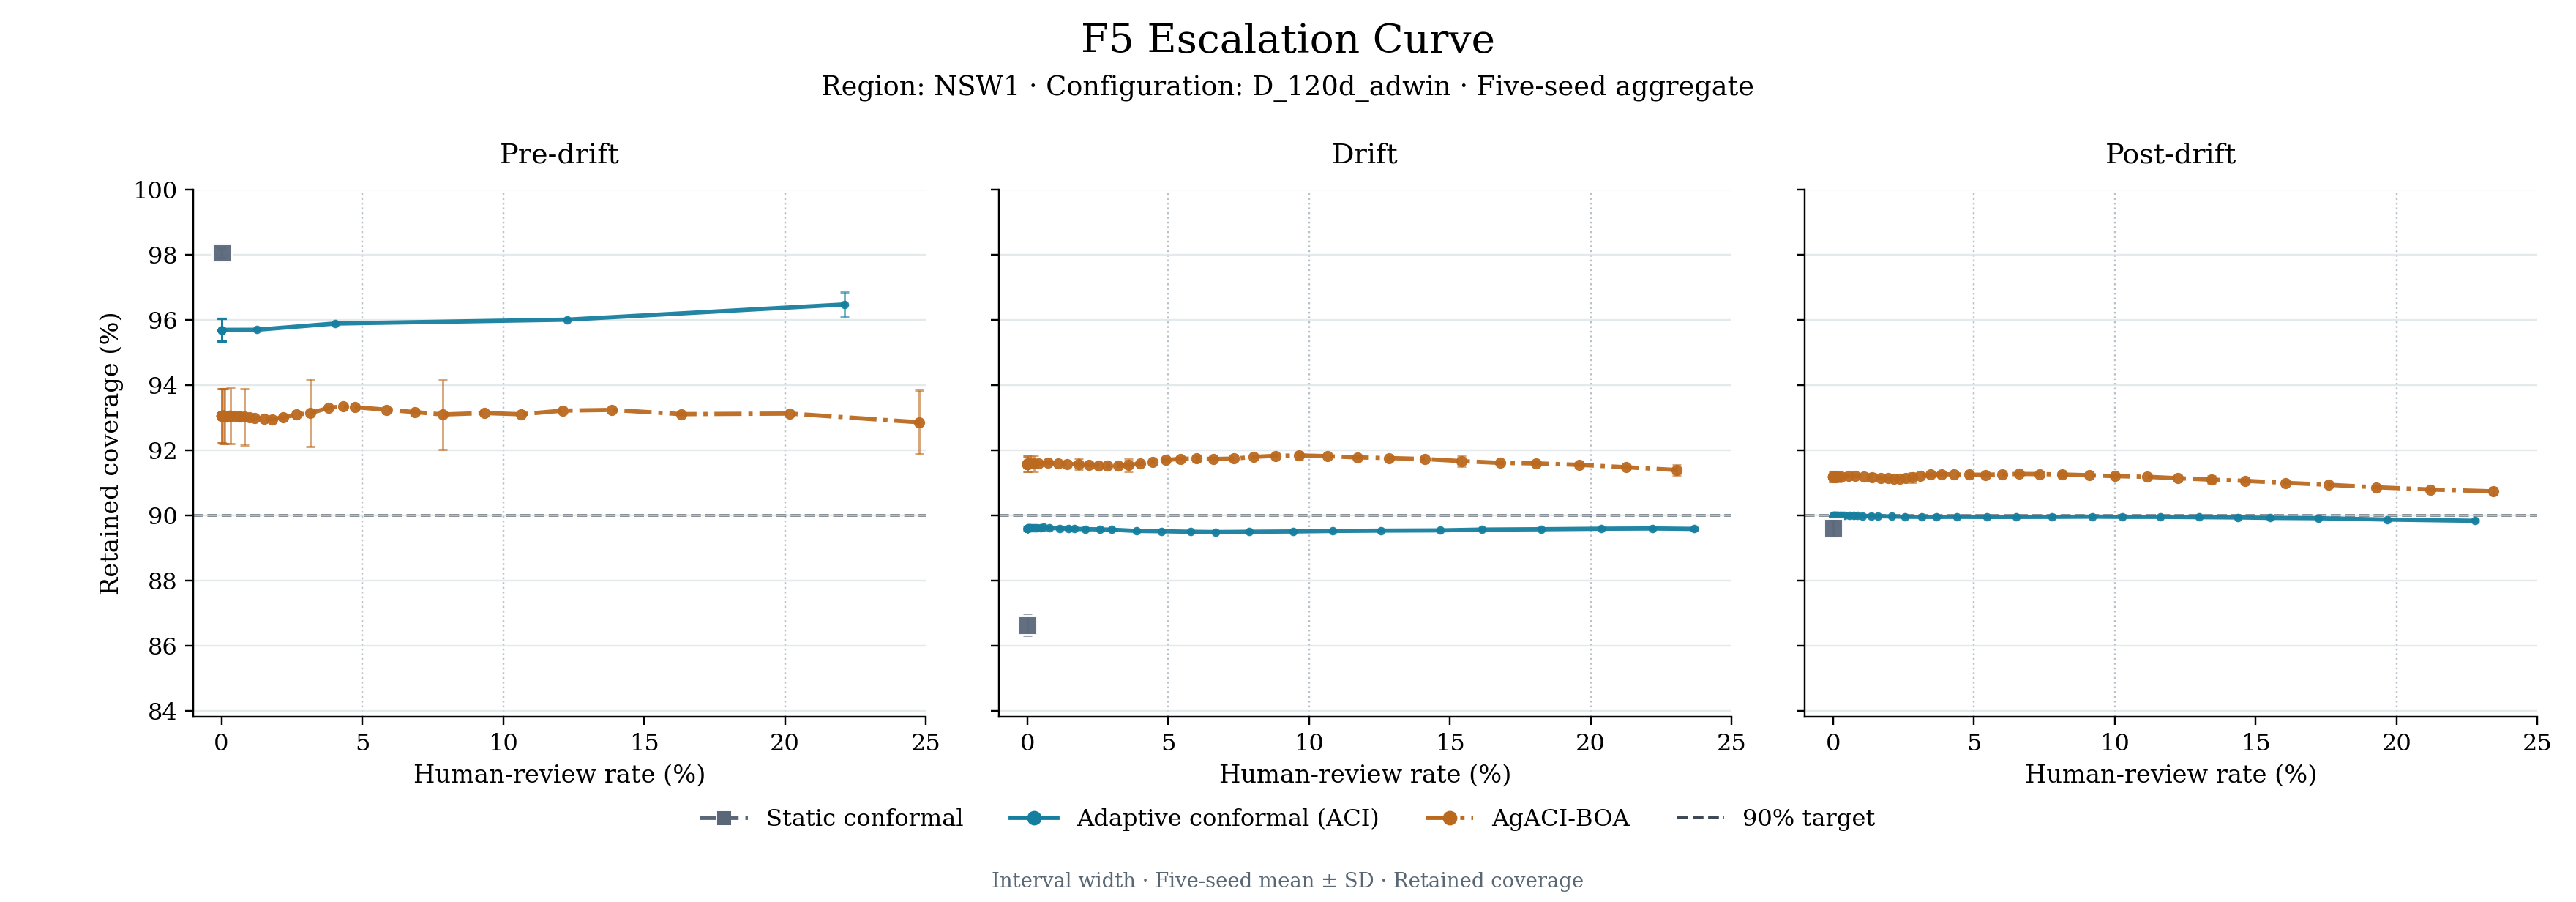 F5 Escalation Curve
Region: NSW1 · Configuration: D_120d_adwin · Five-seed aggregate
Pre-drift
Drift
Post-drift
Retained coverage (%)
100
98
96
94
92
90
88
86
84
0 5 10 15 20 25
0 5 10 15 20 25
0 5 10 15 20 25
Human-review rate (%)
Human-review rate (%)
Human-review rate (%)
Static conformal
Adaptive conformal (ACI)
AgACI-BOA
90% target
Interval width · Five-seed mean ± SD · Retained coverage